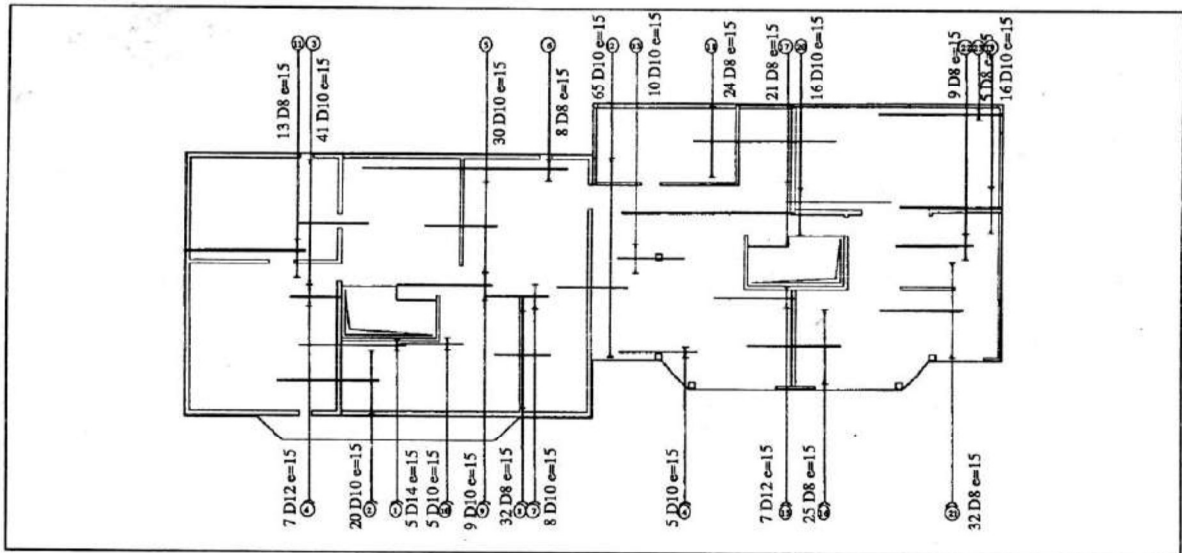 13 D8 e=15
41 D10 e=15
30 D10 e=15
8 D8 e=15
65 D10 e=15
10 D10 e=15
24 D8 e=15
21 D8 e=15
16 D10 e=15
9 D8 e=15
5 D8 e=15
16 D10 e=15
7 D12 e=15
20 D10 e=15
5 D14 e=15
5 D10 e=15
9 D10 e=15
32 D8 e=15
8 D10 e=15
5 D10 e=15
7 D12 e=15
25 D8 e=15
32 D8 e=15